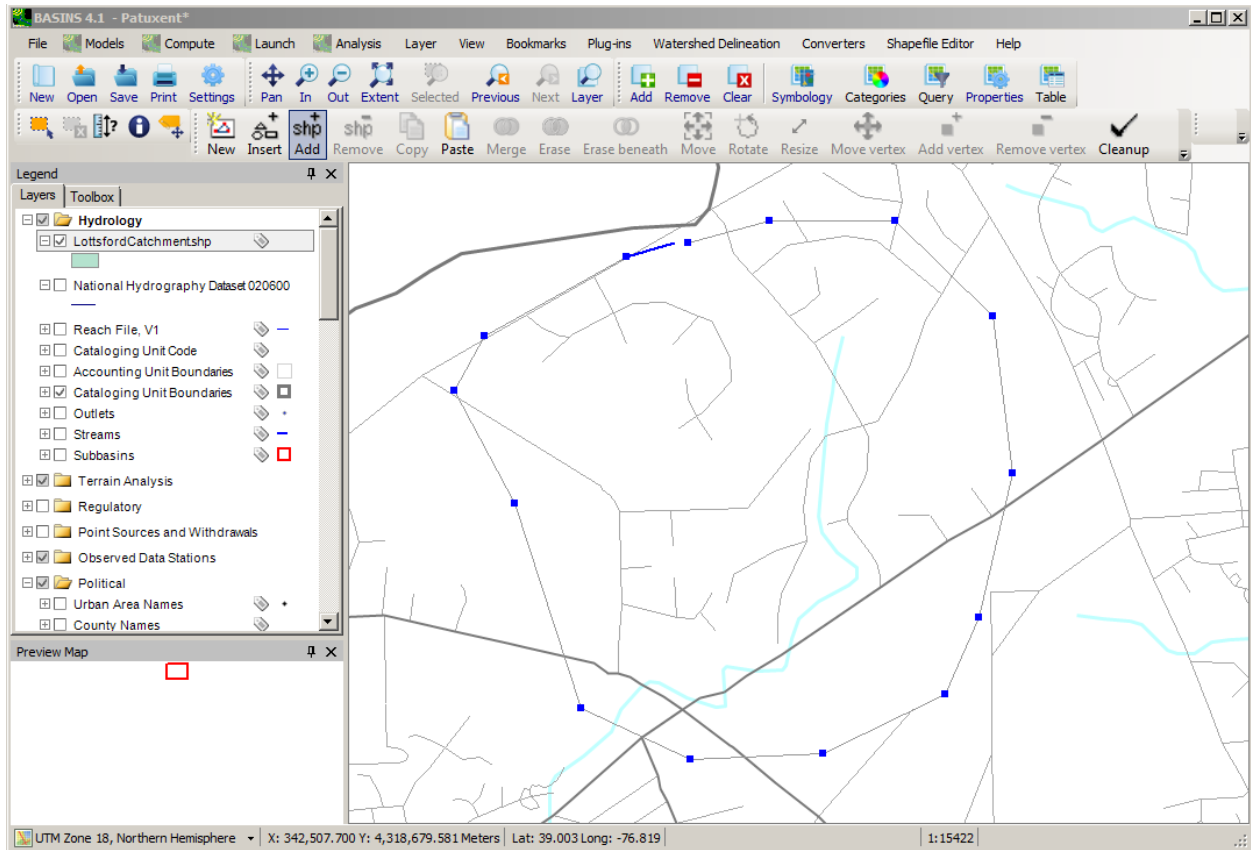 BASINS 4.1 - Patuxent*
File Models Compute Launch Analysis Layer View Bookmarks Plug-ins Watershed Delineation Converters Shapefile Editor Help
New Open Save Print Settings Pan In Out Extent Selected Previous Next Layer Add Remove Clear Symbology Categories Query Properties Table
New Insert Add Remove Copy Paste Merge Erase Erase beneath Move Rotate Resize Move vertex Add vertex Remove vertex Cleanup
shp shp
Legend
Layers Toolbox
Hydrology
LottsfordCatchment.shp
National Hydrography Dataset 020600
Reach File, V1
Cataloging Unit Code
Accounting Unit Boundaries
Cataloging Unit Boundaries
Outlets
Streams
Subbasins
Terrain Analysis
Regulatory
Point Sources and Withdrawals
Observed Data Stations
Political
Urban Area Names
County Names
Preview Map
UTM Zone 18, Northern Hemisphere X: 342,507.700 Y: 4,318,679.581 Meters Lat: 39.003 Long: -76.819 1:15422